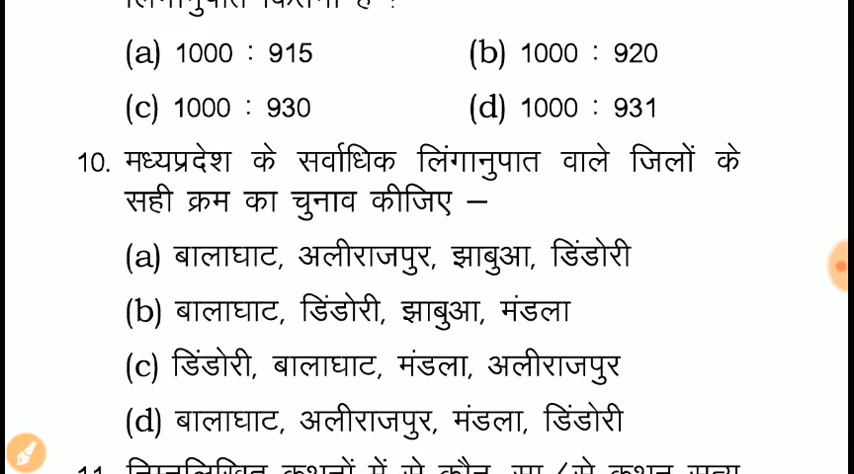 (a) 1000 : 915 (b) 1000 : 920
(c) 1000 : 930 (d) 1000 : 931
10. मध्यप्रदेश के सर्वाधिक लिंगानुपात वाले जिलों के
सही क्रम का चुनाव कीजिए –
(a) बालाघाट, अलीराजपुर, झाबुआ, डिंडोरी
(b) बालाघाट, डिंडोरी, झाबुआ, मंडला
(c) डिंडोरी, बालाघाट, मंडला, अलीराजपुर
(d) बालाघाट, अलीराजपुर, मंडला, डिंडोरी